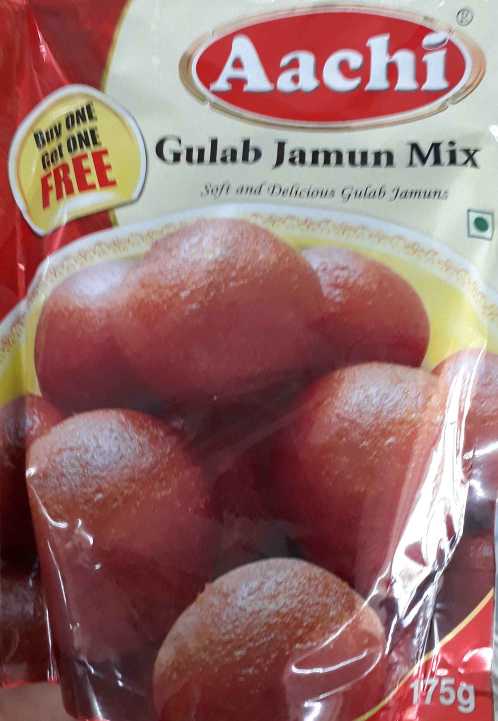 Aachi
®
Buy ONE
Get ONE
FREE
Gulab Jamun Mix
Soft and Delicious Gulab Jamuns
175g